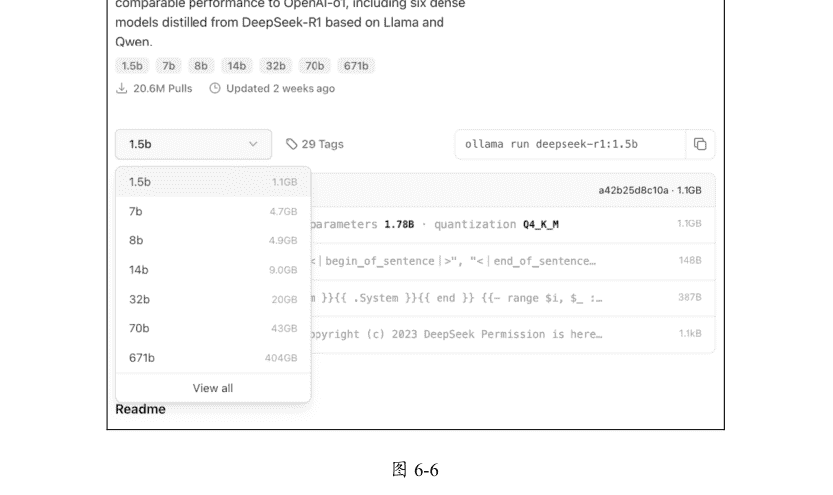 comparable performance to OpenAI-o1, including six dense
models distilled from DeepSeek-R1 based on Llama and
Qwen.
1.5b 7b 8b 14b 32b 70b 671b
20.6M Pulls Updated 2 weeks ago
1.5b 29 Tags ollama run deepseek-r1:1.5b
1.5b 1.1GB
a42b25d8c10a · 1.1GB
7b 4.7GB
parameters 1.78B · quantization Q4_K_M 1.1GB
8b 4.9GB
<|begin_of_sentence|>", "<|end_of_sentence… 148B
14b 9.0GB
32b 20GB
}}{{ .System }}{{ end }} {{- range $i, $_ :… 387B
70b 43GB
opyright (c) 2023 DeepSeek Permission is here… 1.1kB
671b 404GB
View all
Readme
图 6-6